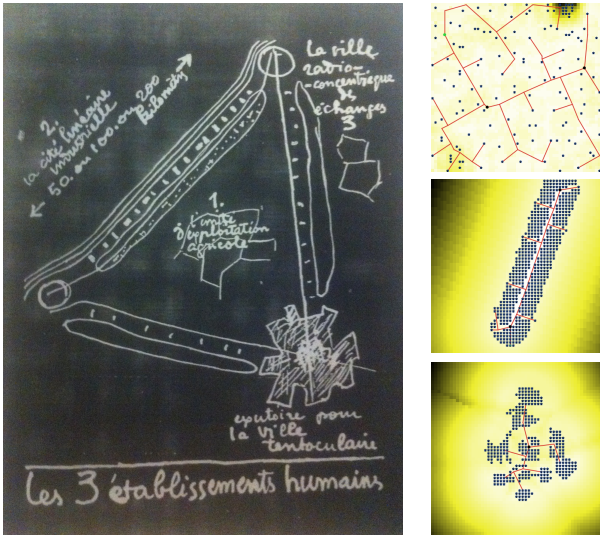 la ville
radio-
-concentrique
de
échanges
3
2.
la cité linéaire
industrielle
50. ou 100. ou 200
kilomètres
1.
l'unité
d'exploitation
agricole
exutoire pour
la ville
tentaculaire
les 3 établissements humains